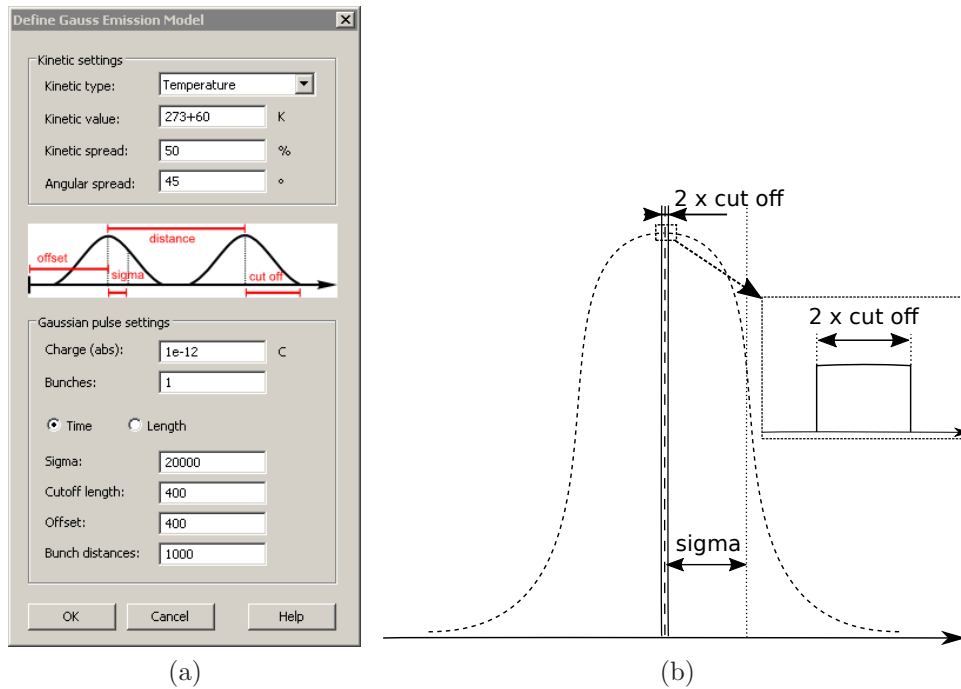 Define Gauss Emission Model
Kinetic settings
Kinetic type: Temperature
Kinetic value: 273+60 K
Kinetic spread: 50 %
Angular spread: 45 °
distance
offset
sigma
cut off
Gaussian pulse settings
Charge (abs): 1e-12 C
Bunches: 1
Time Length
Sigma: 20000
Cutoff length: 400
Offset: 400
Bunch distances: 1000
OK Cancel Help
(a)
2 x cut off
2 x cut off
sigma
(b)